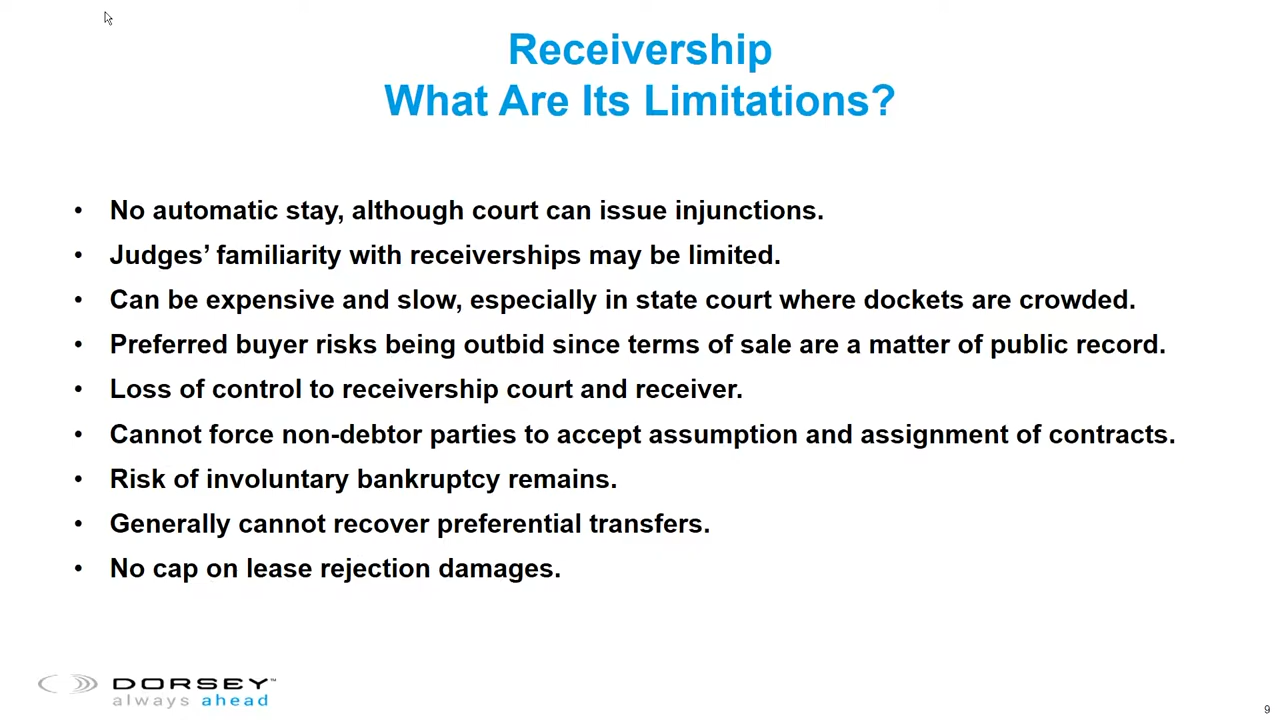 Receivership
What Are Its Limitations?
• No automatic stay, although court can issue injunctions.
• Judges’ familiarity with receiverships may be limited.
• Can be expensive and slow, especially in state court where dockets are crowded.
• Preferred buyer risks being outbid since terms of sale are a matter of public record.
• Loss of control to receivership court and receiver.
• Cannot force non-debtor parties to accept assumption and assignment of contracts.
• Risk of involuntary bankruptcy remains.
• Generally cannot recover preferential transfers.
• No cap on lease rejection damages.
DORSEY™
always ahead
9